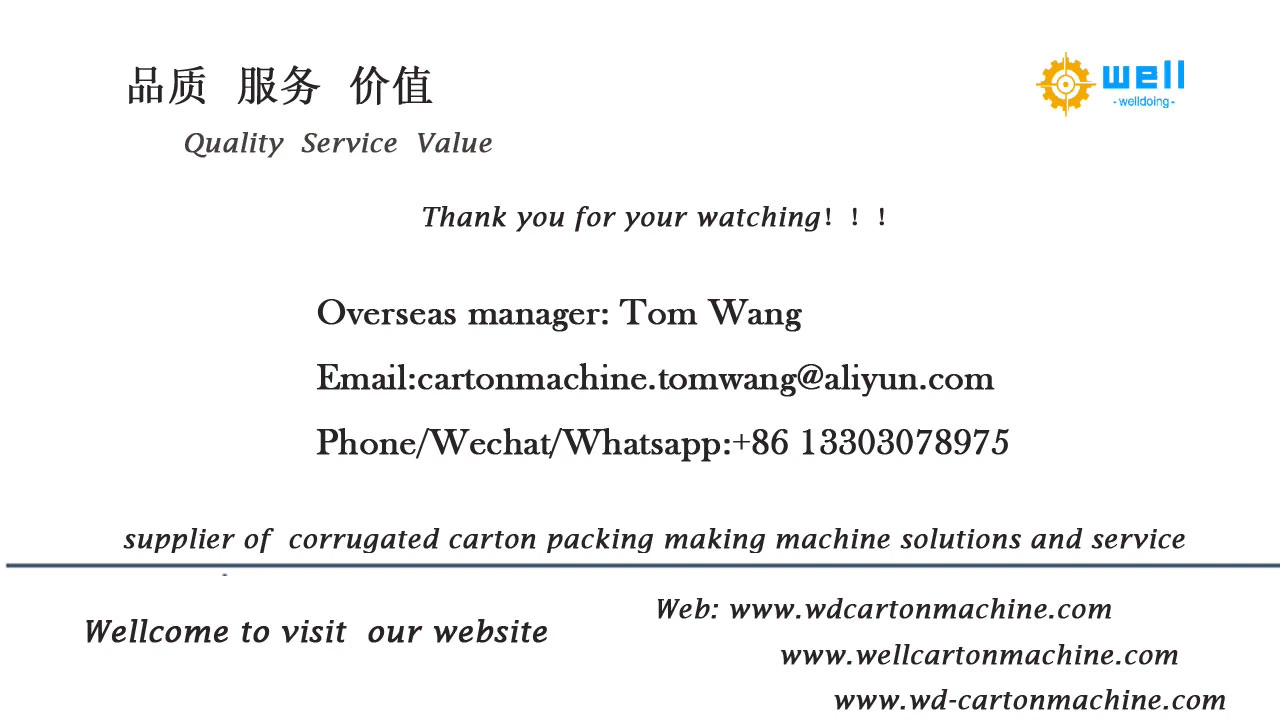 品质 服务 价值
Quality Service Value
well
-welldoing-
Thank you for your watching！！！
Overseas manager: Tom Wang
Email:cartonmachine.tomwang@aliyun.com
Phone/Wechat/Whatsapp:+86 13303078975
supplier of corrugated carton packing making machine solutions and service
Wellcome to visit our website
Web: www.wdcartonmachine.com
www.wellcartonmachine.com
www.wd-cartonmachine.com